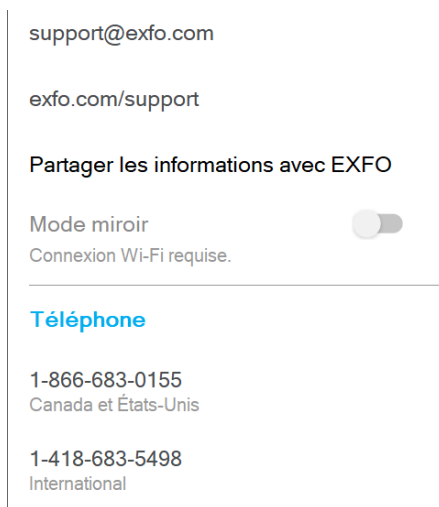 support@exfo.com
exfo.com/support
Partager les informations avec EXFO
Mode miroir
Connexion Wi-Fi requise.
Téléphone
1-866-683-0155
Canada et États-Unis
1-418-683-5498
International